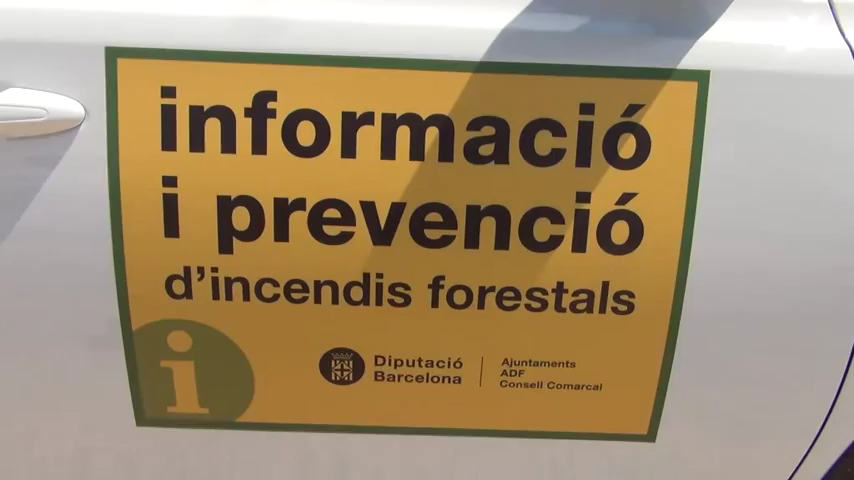 informació
i prevenció
d'incendis forestals
i
Diputació
Barcelona
Ajuntaments
ADF
Consell Comarcal